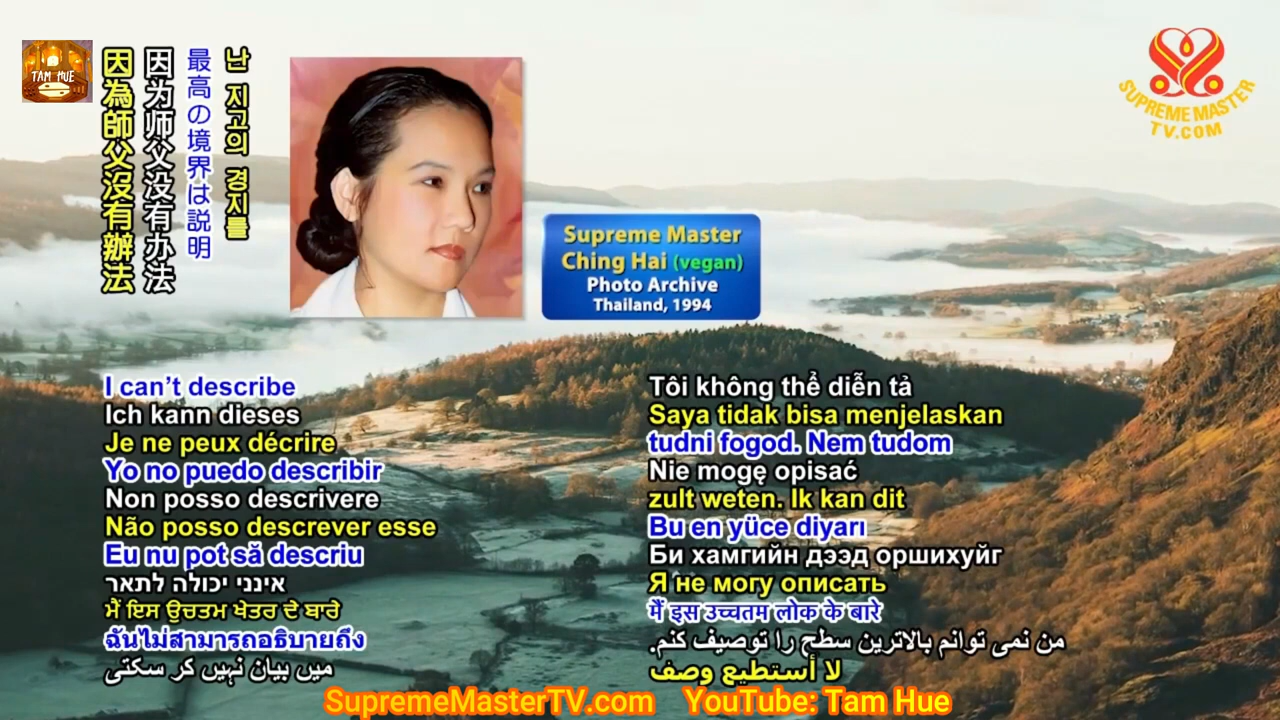 TAM HUE
난 지고의 경지를
最高の境界は説明
因为师父没有办法
因為師父沒有辦法
SUPREME MASTER
TV.COM
Supreme Master
Ching Hai (vegan)
Photo Archive
Thailand, 1994
I can't describe
Ich kann dieses
Je ne peux décrire
Yo no puedo describir
Non posso descrivere
Não posso descrever esse
Eu nu pot să descriu
אינני יכולה לתאר
ਮੈਂ ਇਸ ਉਚਤਮ ਖੇਤਰ ਦੇ ਬਾਰੇ
ฉันไม่สามารถอธิบายถึง
میں بیان نہیں کر سکتی
Tôi không thể diễn tả
Saya tidak bisa menjelaskan
tudni fogod. Nem tudom
Nie mogę opisać
zult weten. Ik kan dit
Bu en yüce diyarı
Би хамгийн дээд оршихуйг
Я не могу описать
मैं इस उच्चतम लोक के बारे
من نمی توانم بالاترین سطح را توصیف کنم.
لا أستطيع وصف
SupremeMasterTV.com YouTube: Tam Hue